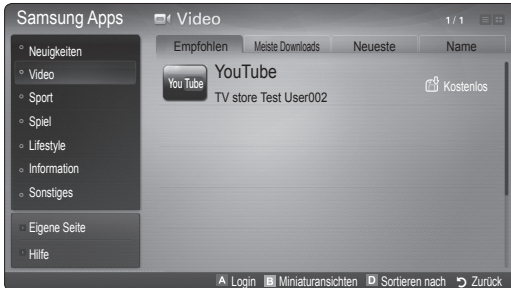 Samsung Apps
Video
1/1
Neuigkeiten
Video
Sport
Spiel
Lifestyle
Information
Sonstiges
Eigene Seite
Hilfe
Empfohlen Meiste Downloads Neueste Name
You Tube
YouTube
TV store Test User002
Kostenlos
A Login B Miniaturansichten D Sortieren nach Zurück